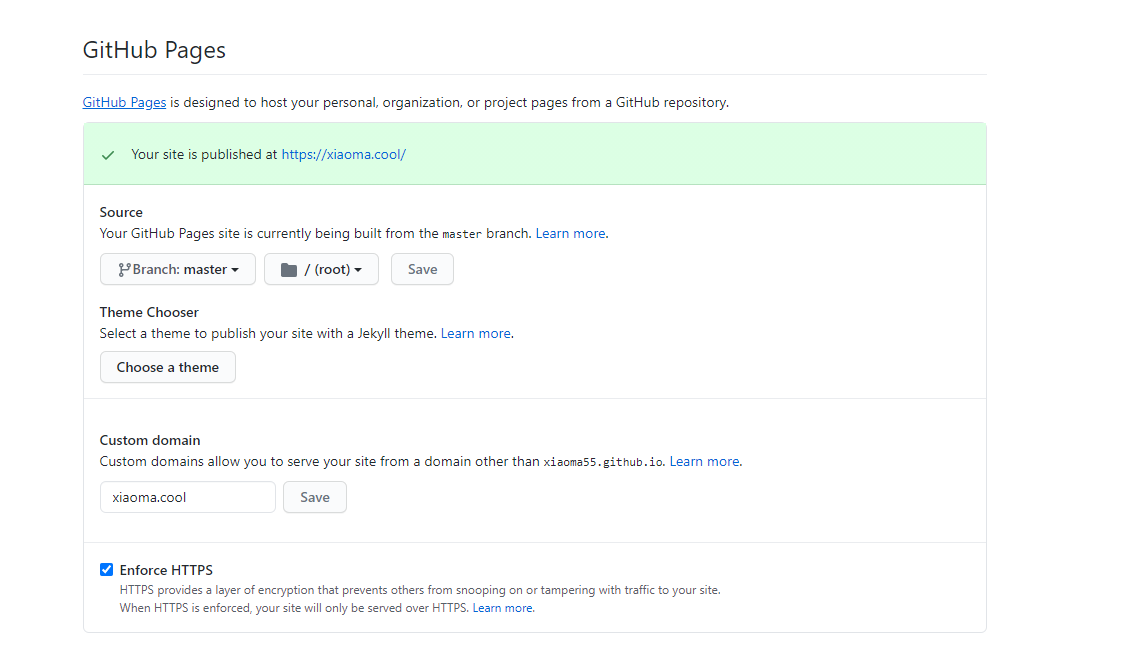 GitHub Pages
GitHub Pages is designed to host your personal, organization, or project pages from a GitHub repository.
Your site is published at https://xiaoma.cool/
Source
Your GitHub Pages site is currently being built from the master branch. Learn more.
Branch: master / (root) Save
Theme Chooser
Select a theme to publish your site with a Jekyll theme. Learn more.
Choose a theme
Custom domain
Custom domains allow you to serve your site from a domain other than xiaoma55.github.io. Learn more.
xiaoma.cool Save
Enforce HTTPS
HTTPS provides a layer of encryption that prevents others from snooping on or tampering with traffic to your site.
When HTTPS is enforced, your site will only be served over HTTPS. Learn more.